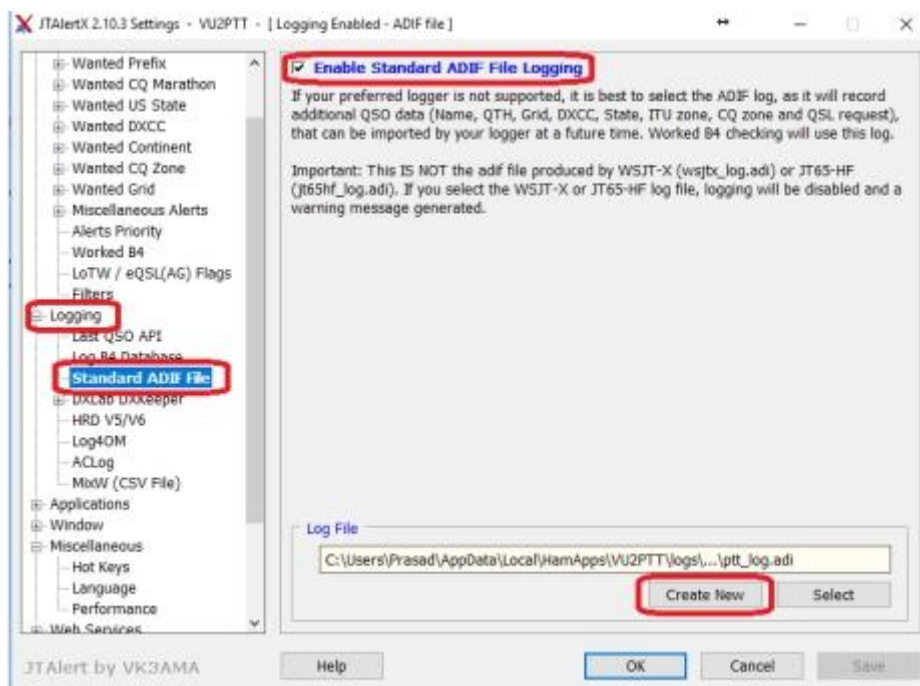 JTAlertX 2.10.3 Settings - VU2PTT - [ Logging Enabled - ADIF file ]
Wanted Prefix
Wanted CQ Marathon
Wanted US State
Wanted DXCC
Wanted Continent
Wanted CQ Zone
Wanted Grid
Miscellaneous Alerts
Alerts Priority
Worked B4
LoTW / eQSL(AG) Flags
Filters
Logging
Last QSO API
Log B4 Database
Standard ADIF File
DXLab DXKeeper
HRD V5/V6
Log4OM
ACLog
MixW (CSV File)
Applications
Window
Miscellaneous
Hot Keys
Language
Performance
Web Services
Enable Standard ADIF File Logging
If your preferred logger is not supported, it is best to select the ADIF log, as it will record
additional QSO data (Name, QTH, Grid, DXCC, State, ITU zone, CQ zone and QSL request),
that can be imported by your logger at a future time. Worked B4 checking will use this log.
Important: This IS NOT the adif file produced by WSJT-X (wsjtx_log.adi) or JT65-HF
(jt65hf_log.adi). If you select the WSJT-X or JT65-HF log file, logging will be disabled and a
warning message generated.
Log File
C:\Users\Prasad\AppData\Local\HamApps\VU2PTT\logs\...\ptt_log.adi
Create New
Select
JTAlert by VK3AMA
Help
OK
Cancel
Save